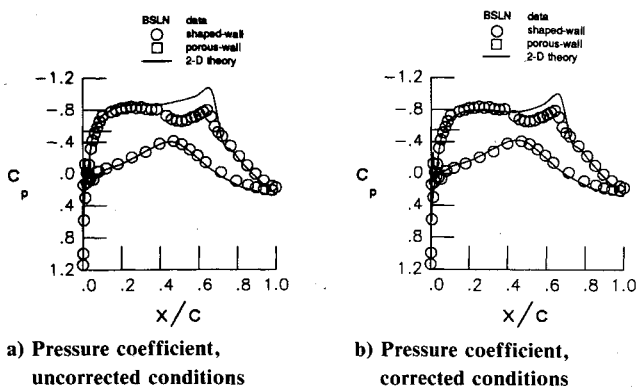 BSLN data
shaped-wall
porous-wall
2-D theory
-1.2
-.8
-.4
.0
.4
.8
1.2
C p
.0 .2 .4 .6 .8 1.0
X/C
a) Pressure coefficient,
uncorrected conditions
BSLN data
shaped-wall
porous-wall
2-D theory
-1.2
-.8
-.4
.0
.4
.8
1.2
C p
.0 .2 .4 .6 .8 1.0
X/C
b) Pressure coefficient,
corrected conditions